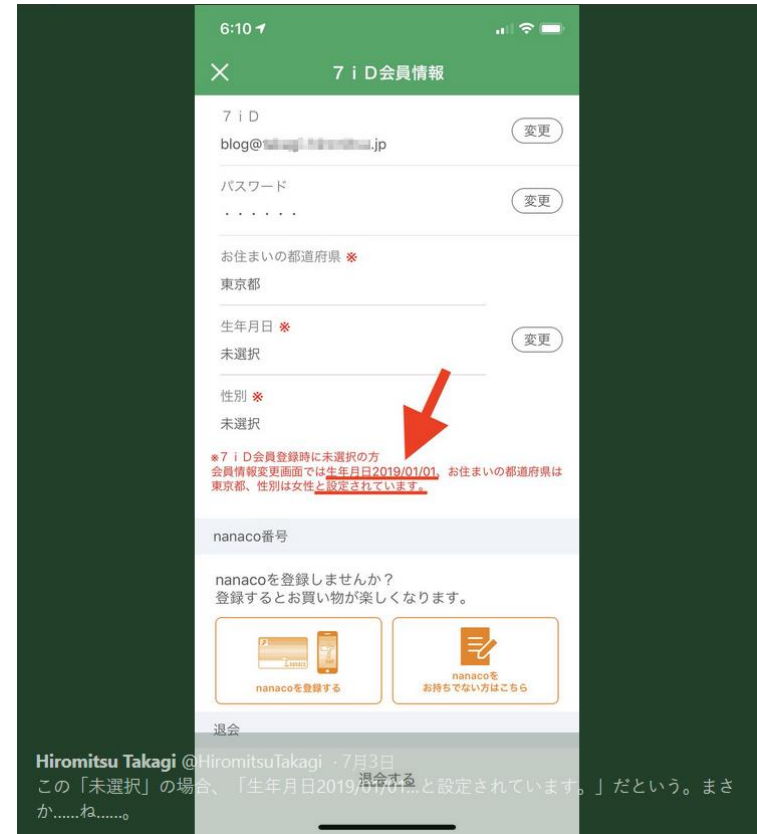 6:10
7iD会員情報
7iD
blog@
.jp
変更
パスワード
・・・・・・
変更
お住まいの都道府県 ※
東京都
生年月日 ※
未選択
変更
性別 ※
未選択
※7iD会員登録時に未選択の方
会員情報変更画面では生年月日2019/01/01、お住まいの都道府県は
東京都、性別は女性と設定されています。
nanaco番号
nanacoを登録しませんか？
登録するとお買い物が楽しくなります。
nanacoを登録する
nanacoを
お持ちでない方はこちら
退会
退会する
Hiromitsu Takagi @HiromitsuTakagi · 7月3日
この「未選択」の場合、「生年月日2019/01/01…と設定されています。」だという。まさ
か……ね……。